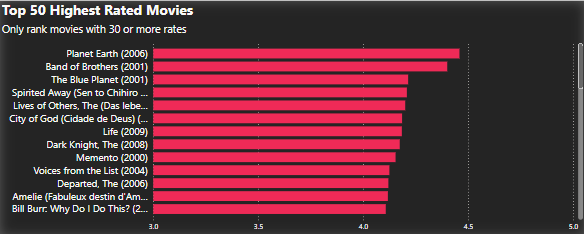 Top 50 Highest Rated Movies
Only rank movies with 30 or more rates
Planet Earth (2006)
Band of Brothers (2001)
The Blue Planet (2001)
Spirited Away (Sen to Chihiro ...
Lives of Others, The (Das lebe...
City of God (Cidade de Deus) (...
Life (2009)
Dark Knight, The (2008)
Memento (2000)
Voices from the List (2004)
Departed, The (2006)
Amelie (Fabuleux destin d'Am...
Bill Burr: Why Do I Do This? (2...
3.0 3.5 4.0 4.5 5.0